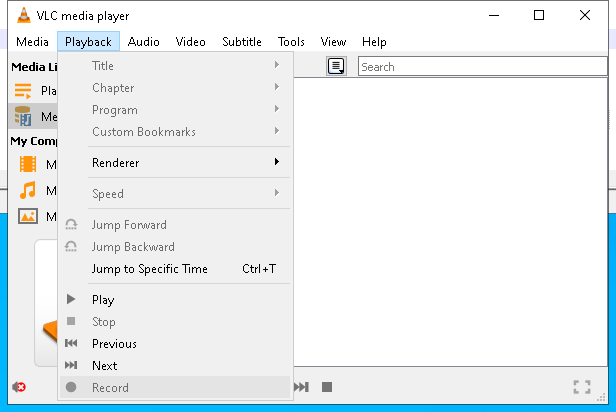 VLC media player
Media Playback Audio Video Subtitle Tools View Help
Media Li
Search
Pla
Me
My Comp
M
M
M
Title
Chapter
Program
Custom Bookmarks
Renderer
Speed
Jump Forward
Jump Backward
Jump to Specific Time Ctrl+T
Play
Stop
Previous
Next
Record